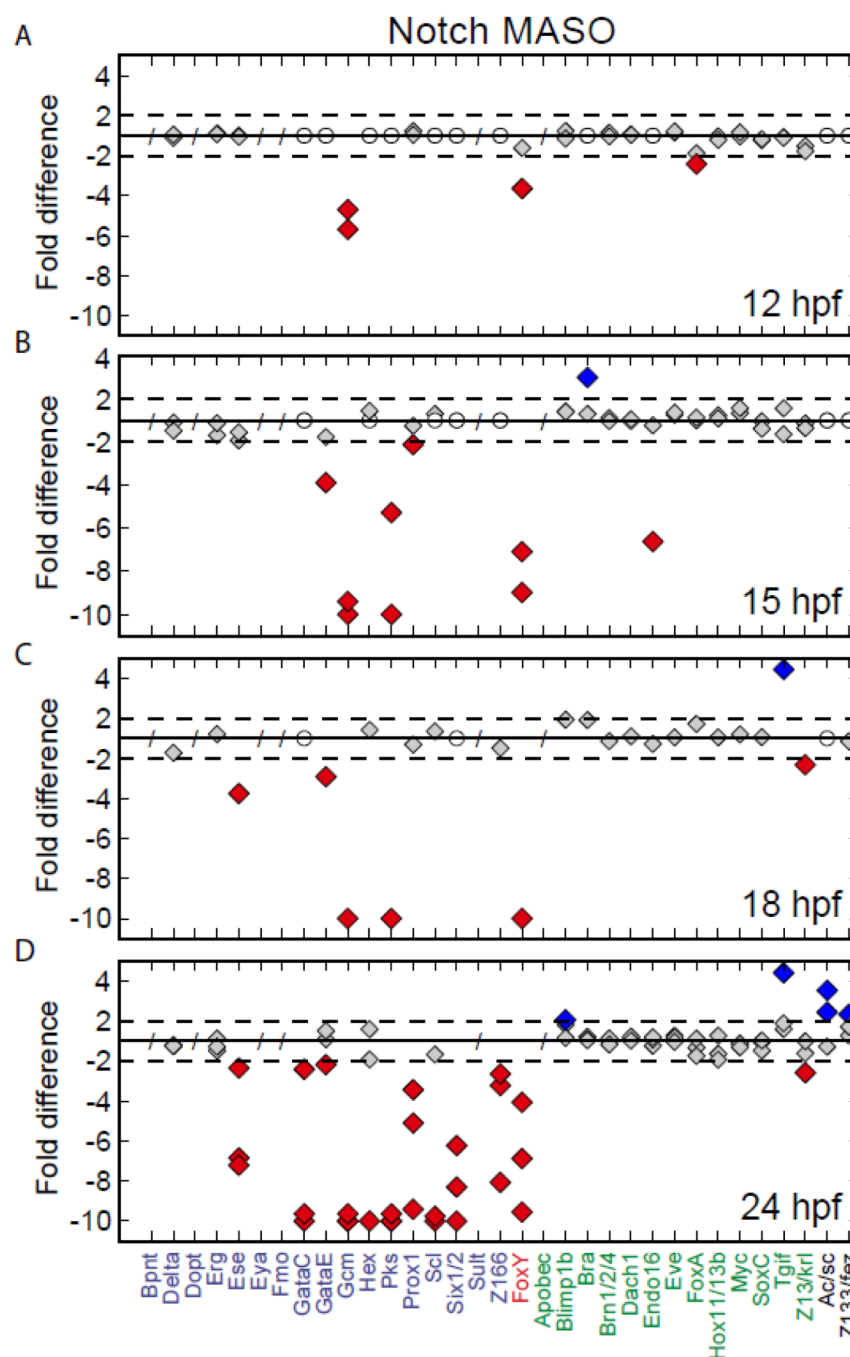 A
Notch MASO
4
2
-2
-4
-6
-8
-10
Fold difference
12 hpf
B
4
2
-2
-4
-6
-8
-10
Fold difference
15 hpf
C
4
2
-2
-4
-6
-8
-10
Fold difference
18 hpf
D
4
2
-2
-4
-6
-8
-10
Fold difference
24 hpf
Bpnt
Delta
Dopt
Erg
Ese
Eya
Fmo
GataC
GataE
Gcm
Hex
Pks
Prox1
Scl
Six1/2
Sult
Z166
FoxY
Apobec
Blimp1b
Bra
Brn1/2/4
Dach1
Endo16
Eve
FoxA
Hox11/13b
Myc
SoxC
Tgif
Z13/krl
Ac/sc
Z133/fez